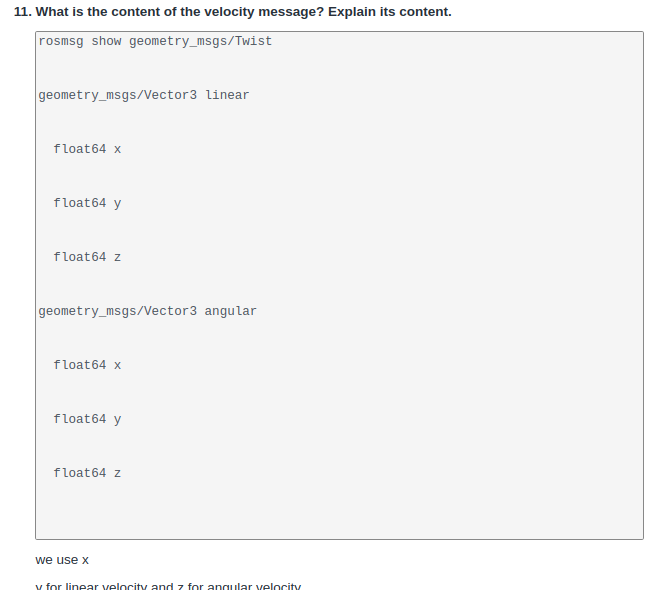 11. What is the content of the velocity message? Explain its content.
rosmsg show geometry_msgs/Twist
geometry_msgs/Vector3 linear
float64 x
float64 y
float64 z
geometry_msgs/Vector3 angular
float64 x
float64 y
float64 z
we use x
y for linear velocity and z for angular velocity